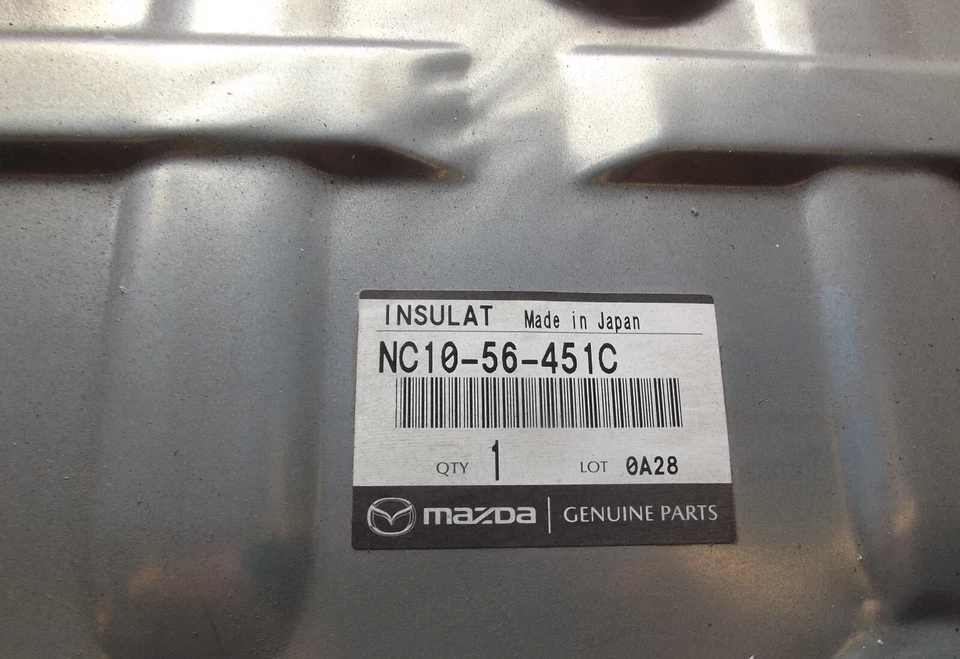 INSULAT Made in Japan
NC10-56-451C
QTY 1 LOT 0A28
mazda GENUINE PARTS